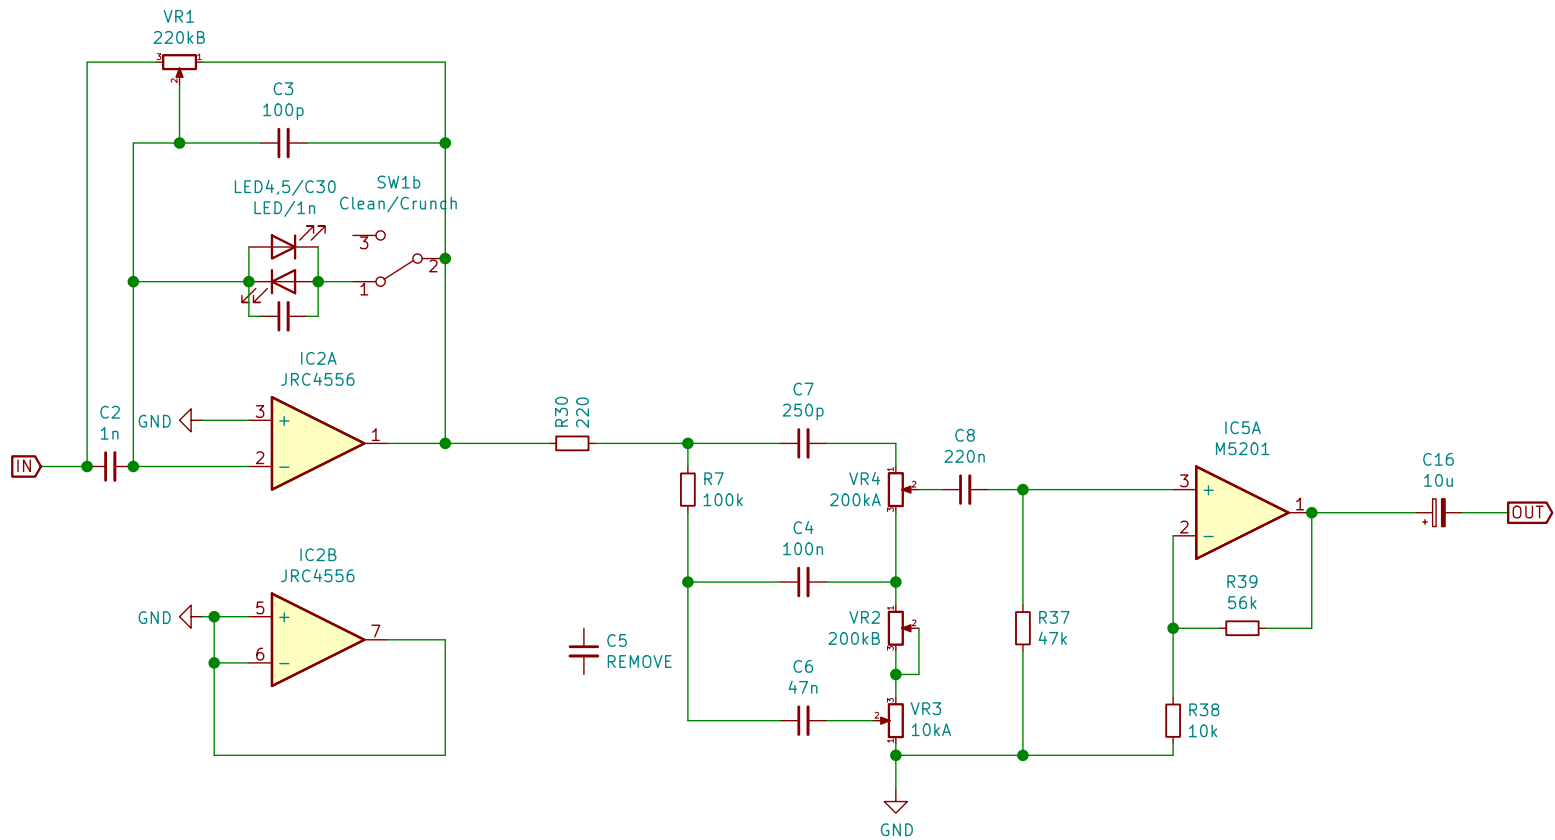 VR1
220kB
3
1
2
C3
100p
LED4,5/C30
LED/1n
SW1b
Clean/Crunch
3
2
1
IC2A
JRC4556
C2
1n
GND
3
+
1
2
−
IN
R30
220
C7
250p
C8
220n
IC5A
M5201
C16
10u
R7
100k
VR4
200kA
1
2
3
3
+
1
2
−
+
OUT
C4
100n
IC2B
JRC4556
GND
5
+
7
6
−
C5
REMOVE
VR2
200kB
1
2
3
R37
47k
R39
56k
C6
47n
VR3
10kA
3
2
1
R38
10k
GND